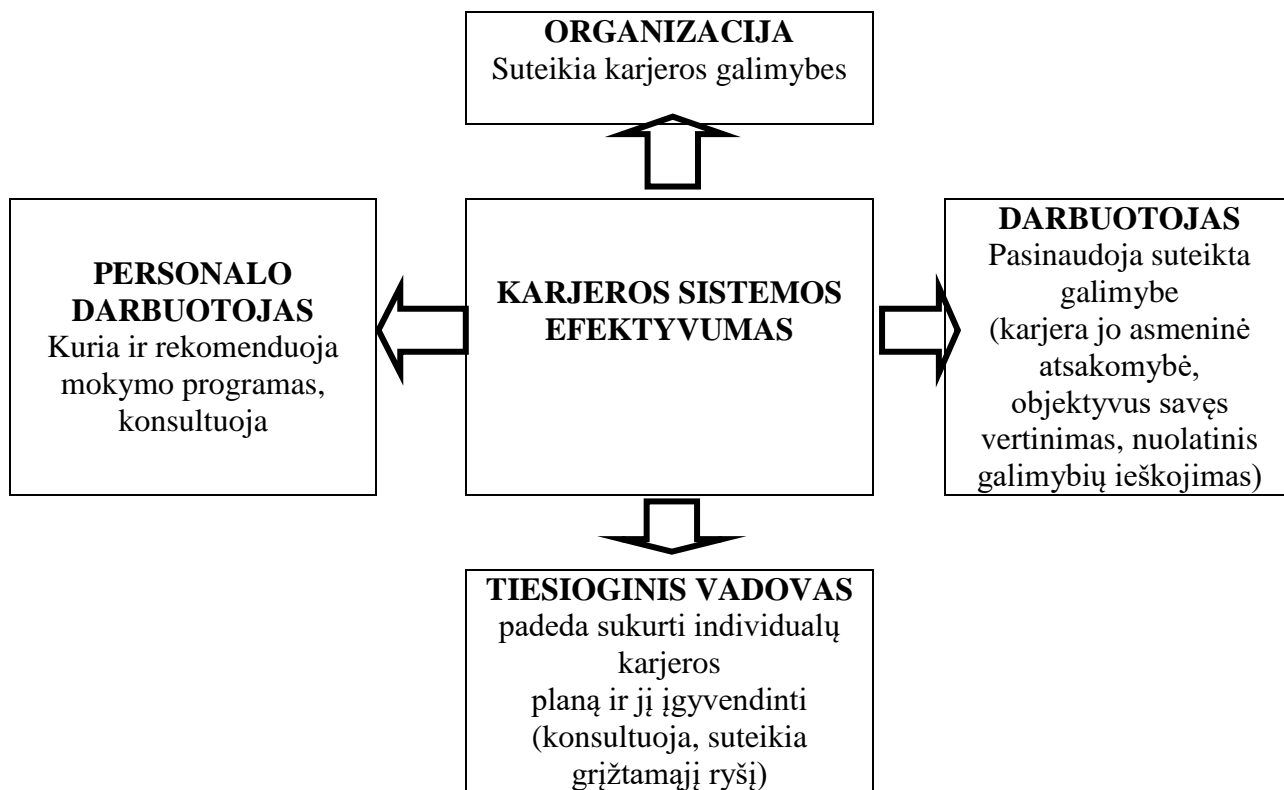 ORGANIZACIJA
Suteikia karjeros galimybes
PERSONALO
DARBUOTOJAS
Kuria ir rekomenduoja
mokymo programas,
konsultuoja
KARJEROS SISTEMOS
EFEKTYVUMAS
DARBUOTOJAS
Pasinaudoja suteikta
galimybe
(karjera jo asmeninė
atsakomybė,
objektyvus savęs
vertinimas, nuolatinis
galimybių ieškojimas)
TIESIOGINIS VADOVAS
padeda sukurti individualų
karjeros
planą ir jį įgyvendinti
(konsultuoja, suteikia
grįžtamąjį ryšį)